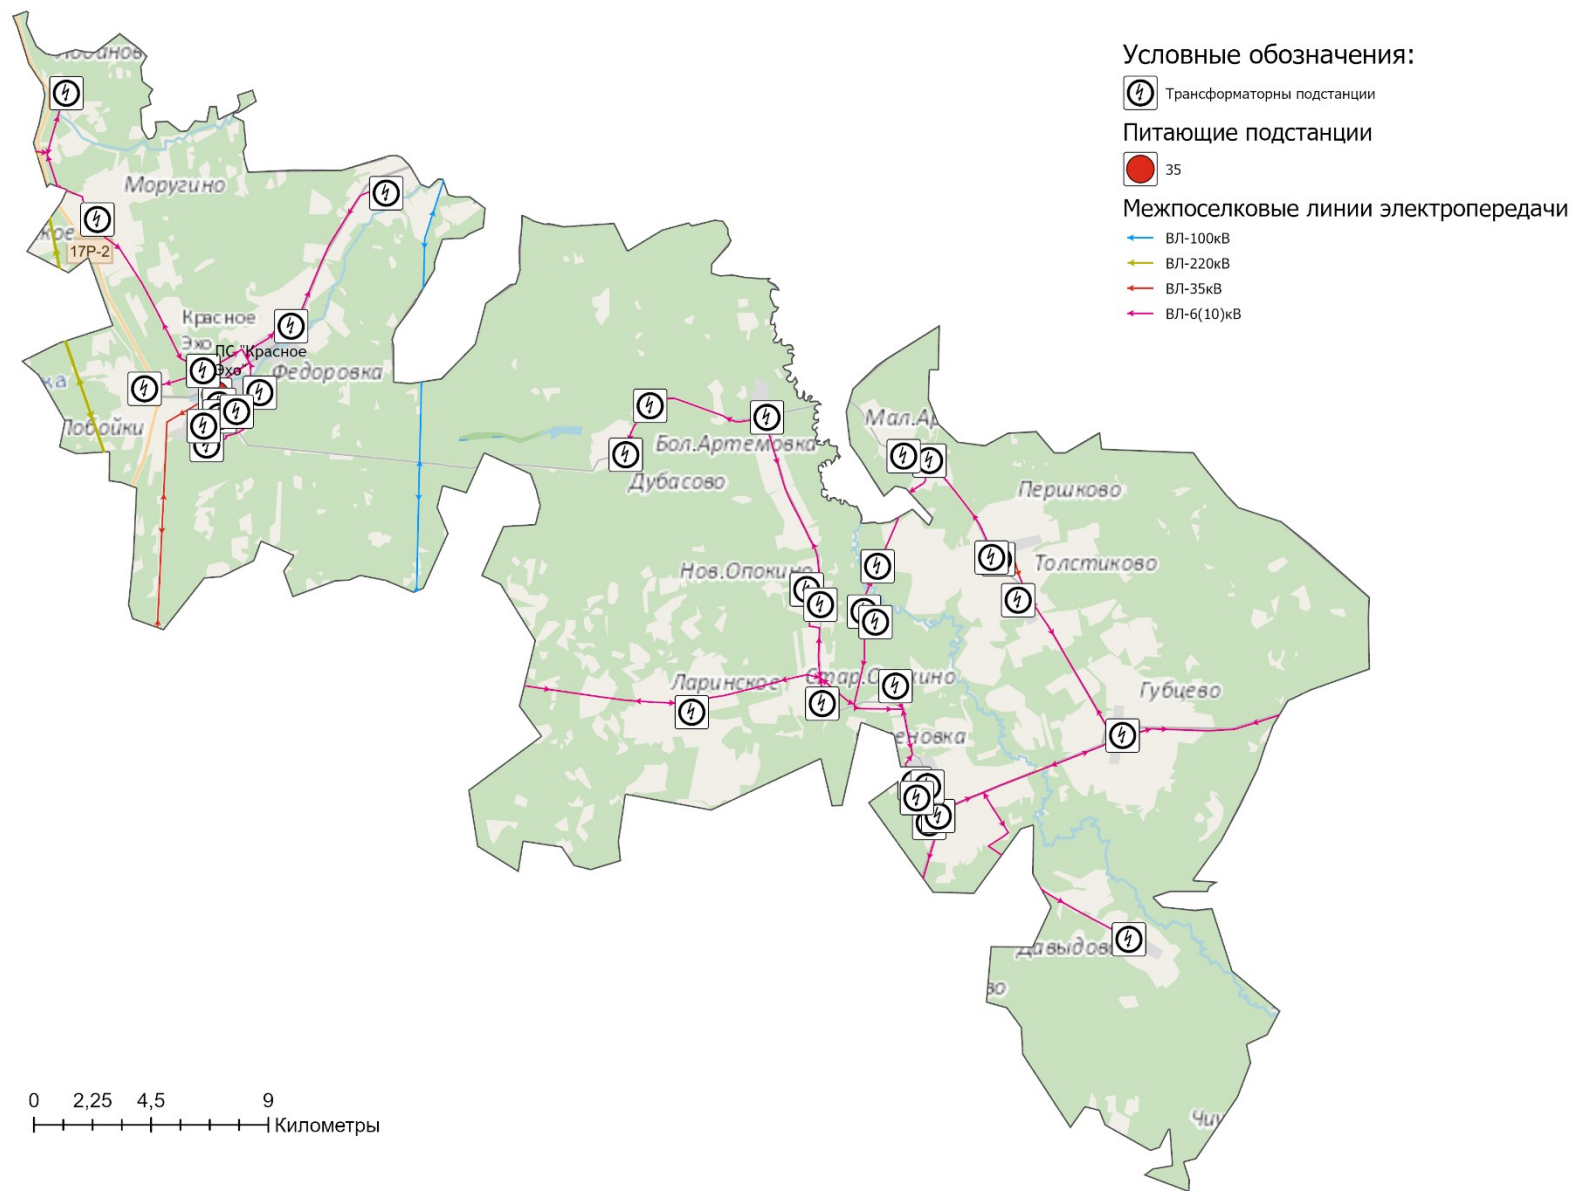 Условные обозначения:
Трансформаторны подстанции
Питающие подстанции
35
Межпоселковые линии электропередачи
ВЛ-100кВ
ВЛ-220кВ
ВЛ-35кВ
ВЛ-6(10)кВ
Моругино
17Р-2
Красное
Эхо
ПС "Красное
Эхо"
Федоровка
Мал.Ар
Бол.Артемовка
Дубасово
Першково
Толстиково
Нов.Опокино
Ларинское
Губцево
0 2,25 4,5 9
Километры